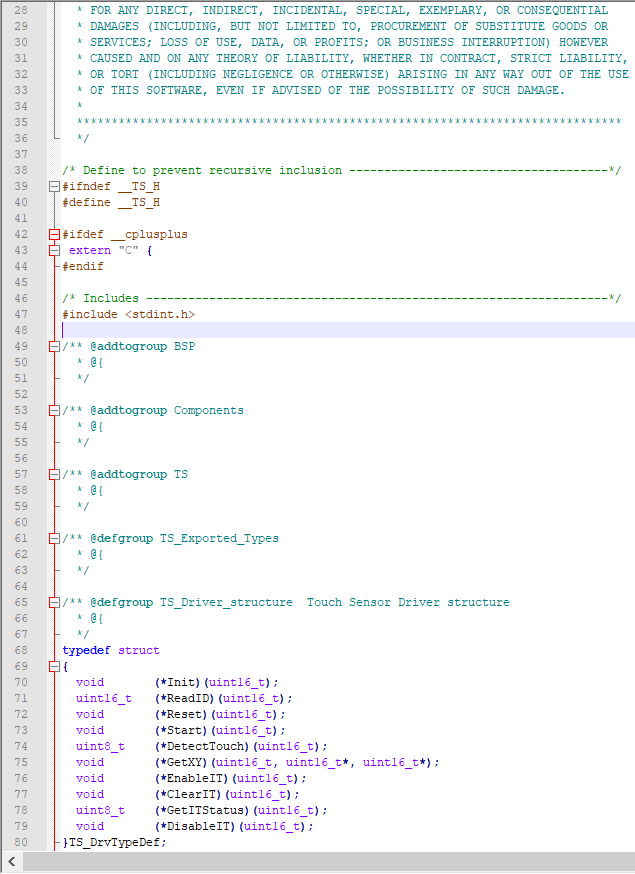 28 * FOR ANY DIRECT, INDIRECT, INCIDENTAL, SPECIAL, EXEMPLARY, OR CONSEQUENTIAL
29 * DAMAGES (INCLUDING, BUT NOT LIMITED TO, PROCUREMENT OF SUBSTITUTE GOODS OR
30 * SERVICES; LOSS OF USE, DATA, OR PROFITS; OR BUSINESS INTERRUPTION) HOWEVER
31 * CAUSED AND ON ANY THEORY OF LIABILITY, WHETHER IN CONTRACT, STRICT LIABILITY,
32 * OR TORT (INCLUDING NEGLIGENCE OR OTHERWISE) ARISING IN ANY WAY OUT OF THE USE
33 * OF THIS SOFTWARE, EVEN IF ADVISED OF THE POSSIBILITY OF SUCH DAMAGE.
34 *
35 ******************************************************************************
36 */
37
38 /* Define to prevent recursive inclusion -------------------------------------*/
39 #ifndef __TS_H
40 #define __TS_H
41
42 #ifdef __cplusplus
43 extern "C" {
44 #endif
45
46 /* Includes ------------------------------------------------------------------*/
47 #include <stdint.h>
48
49 /** @addtogroup BSP
50 * @{
51 */
52
53 /** @addtogroup Components
54 * @{
55 */
56
57 /** @addtogroup TS
58 * @{
59 */
60
61 /** @defgroup TS_Exported_Types
62 * @{
63 */
64
65 /** @defgroup TS_Driver_structure  Touch Sensor Driver structure
66 * @{
67 */
68 typedef struct
69 {
70   void       (*Init)(uint16_t);
71   uint16_t   (*ReadID)(uint16_t);
72   void       (*Reset)(uint16_t);
73   void       (*Start)(uint16_t);
74   uint8_t    (*DetectTouch)(uint16_t);
75   void       (*GetXY)(uint16_t, uint16_t*, uint16_t*);
76   void       (*EnableIT)(uint16_t);
77   void       (*ClearIT)(uint16_t);
78   uint8_t    (*GetITStatus)(uint16_t);
79   void       (*DisableIT)(uint16_t);
80 }TS_DrvTypeDef;